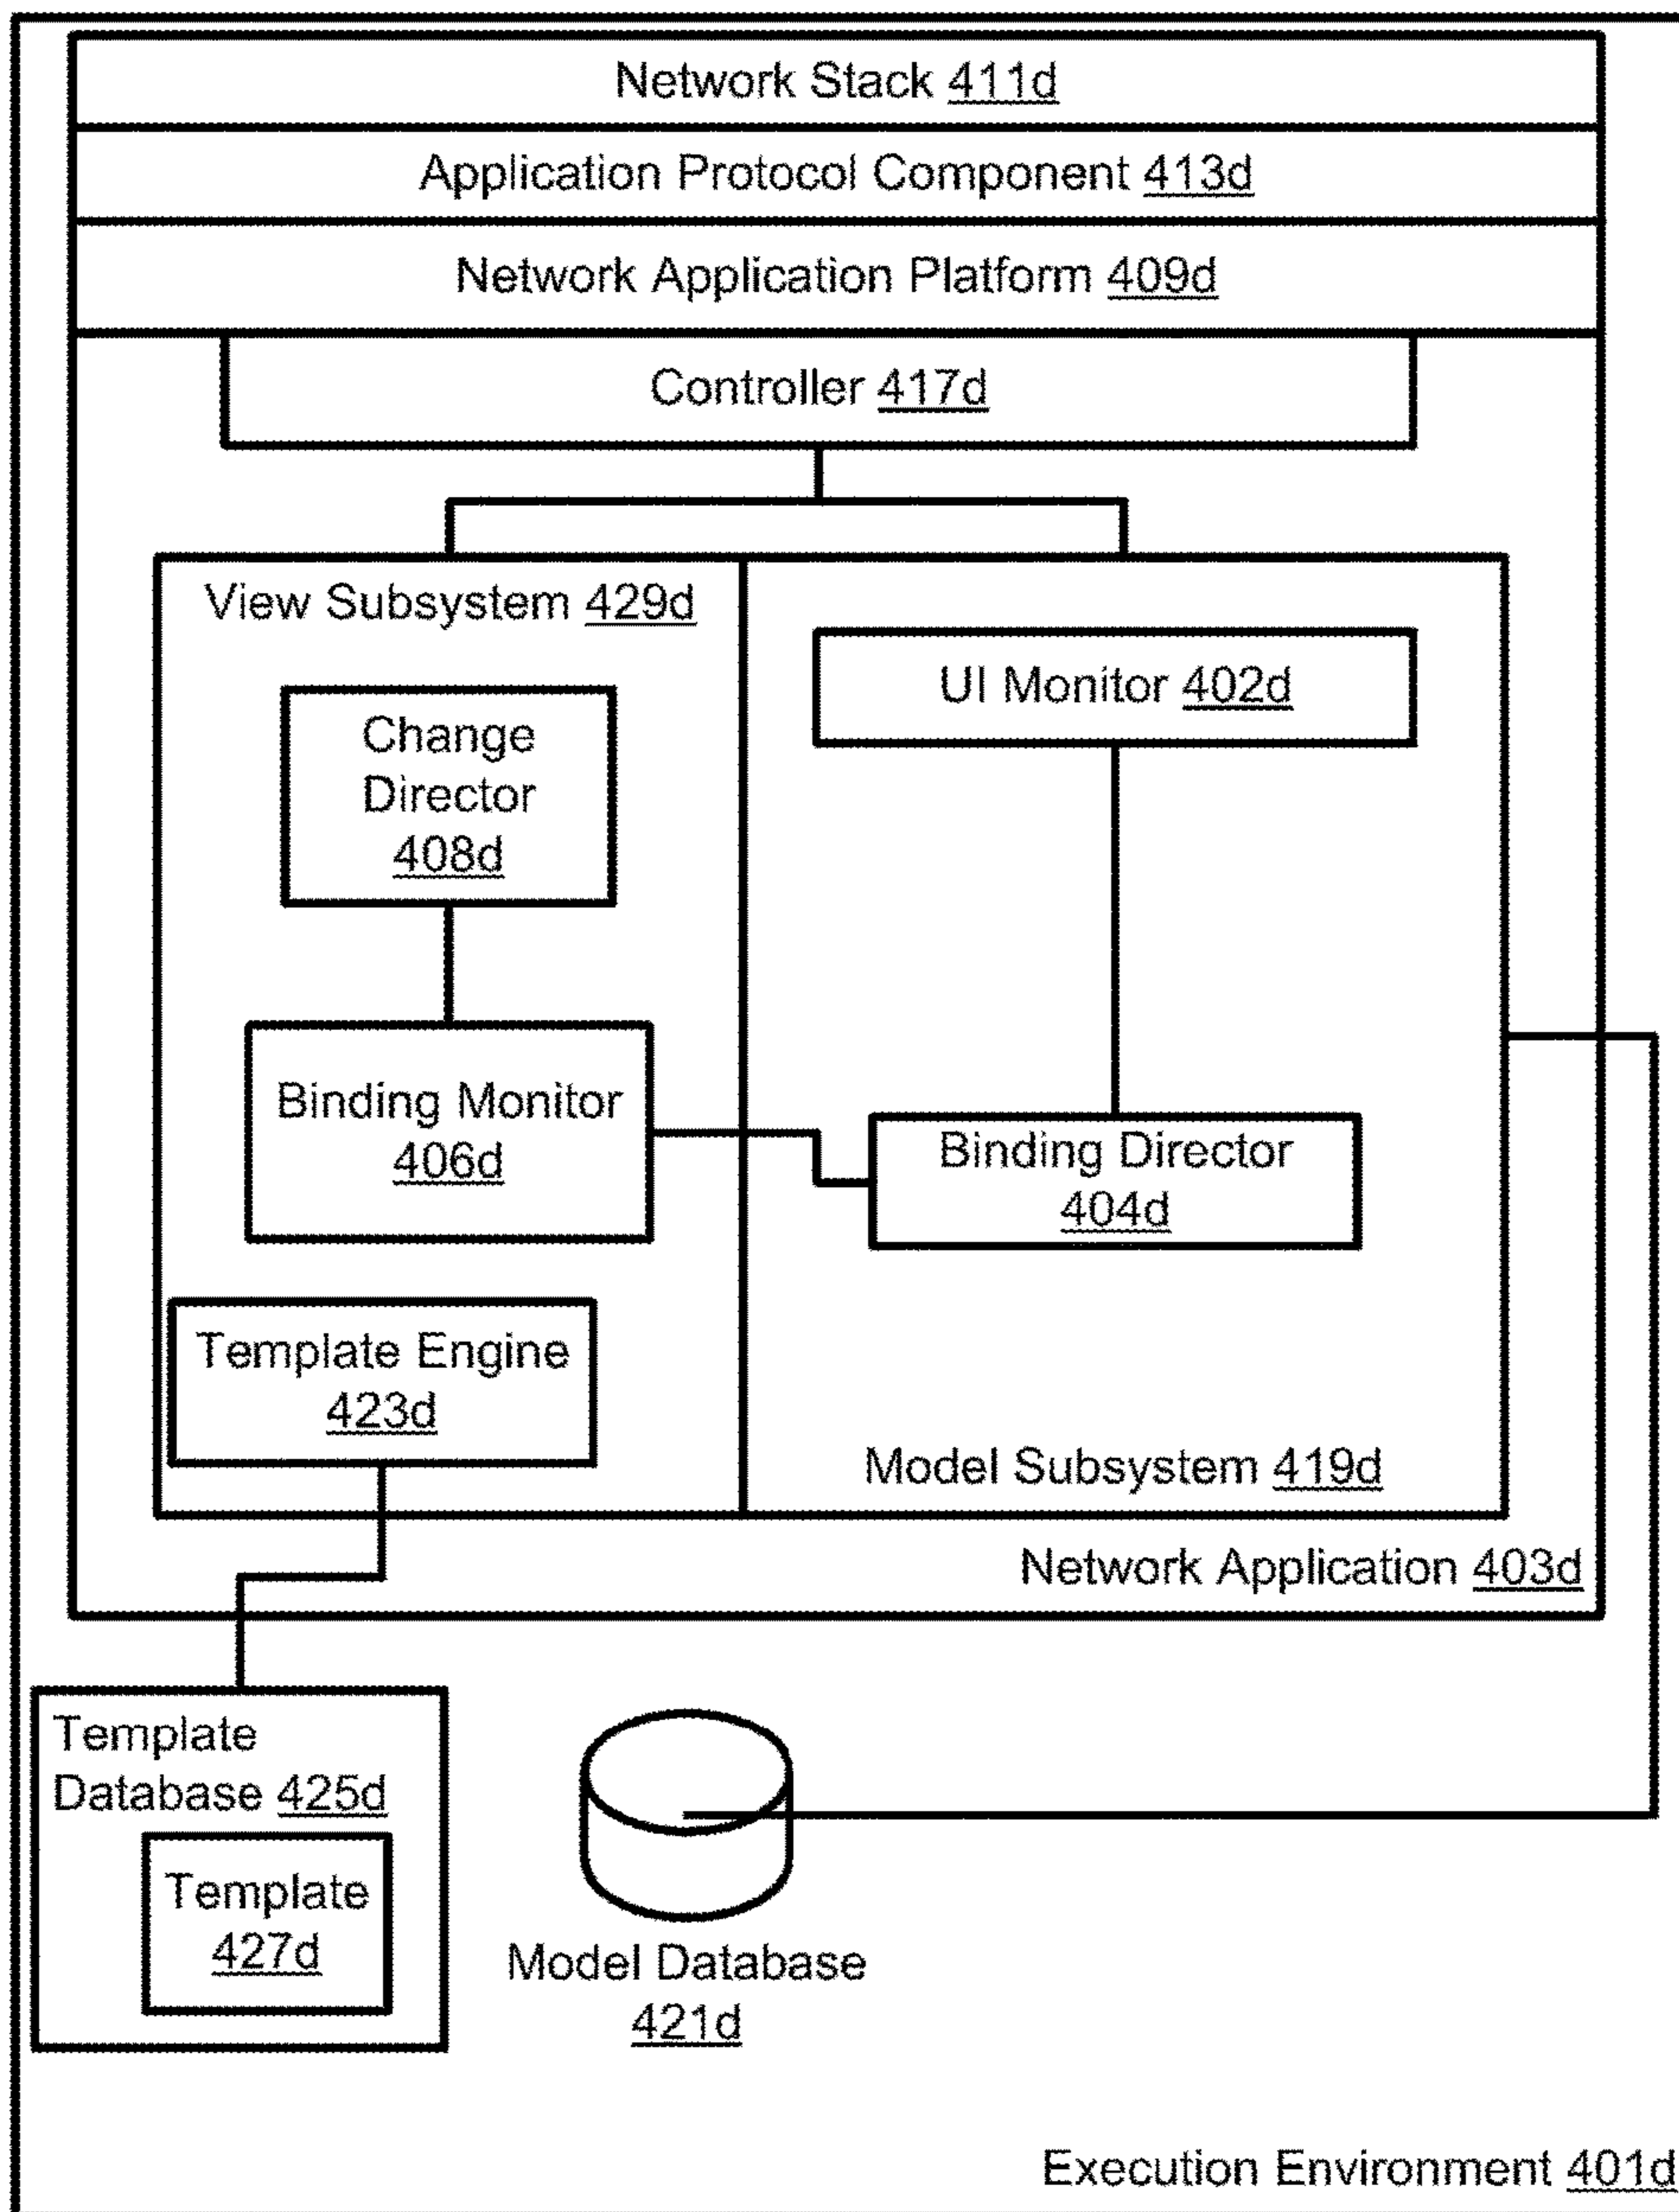 Network Stack 411d
Application Protocol Component 413d
Network Application Platform 409d
Controller 417d
View Subsystem 429d
UI Monitor 402d
Change
Director
408d
Binding Monitor
406d
Binding Director
404d
Template Engine
423d
Model Subsystem 419d
Network Application 403d
Template
Database 425d
Template
427d
Model Database
421d
Execution Environment 401d